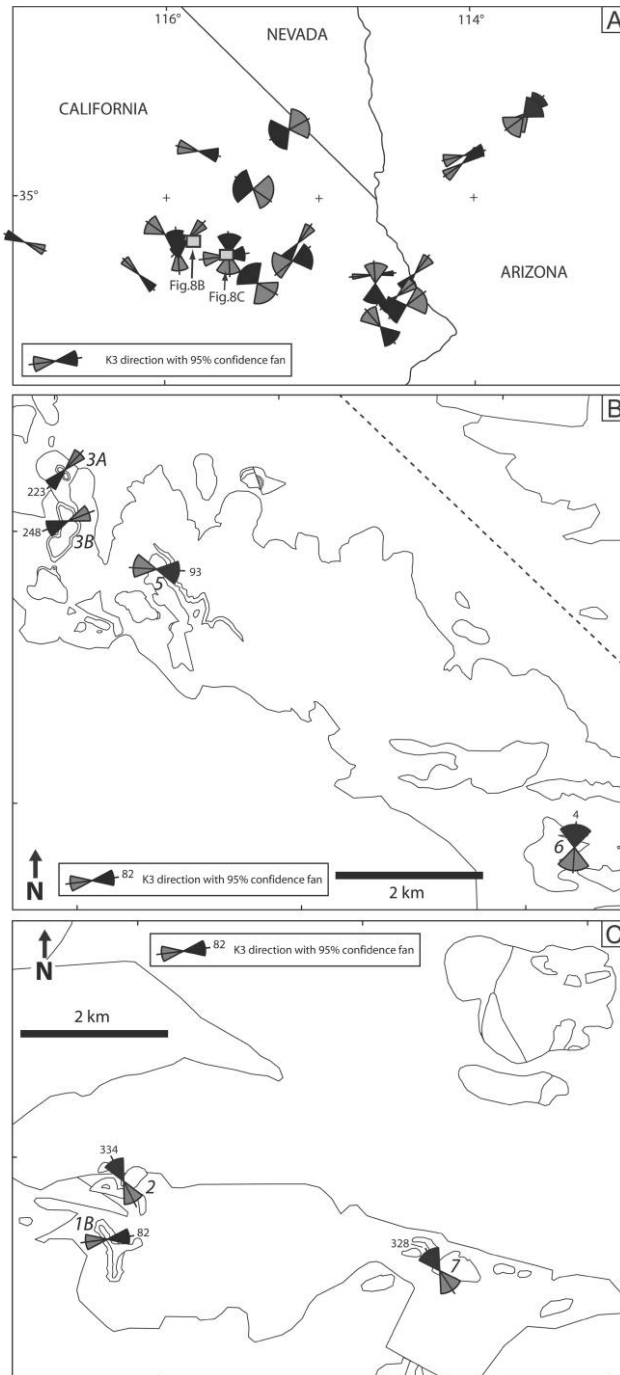 116°
114°
A
NEVADA
CALIFORNIA
35°
ARIZONA
Fig.8B
Fig.8C
K3 direction with 95% confidence fan
B
3A
223
248
3B
93
5
4
6
N
82 K3 direction with 95% confidence fan
2 km
C
82 K3 direction with 95% confidence fan
N
2 km
334
2
1B
82
328
7